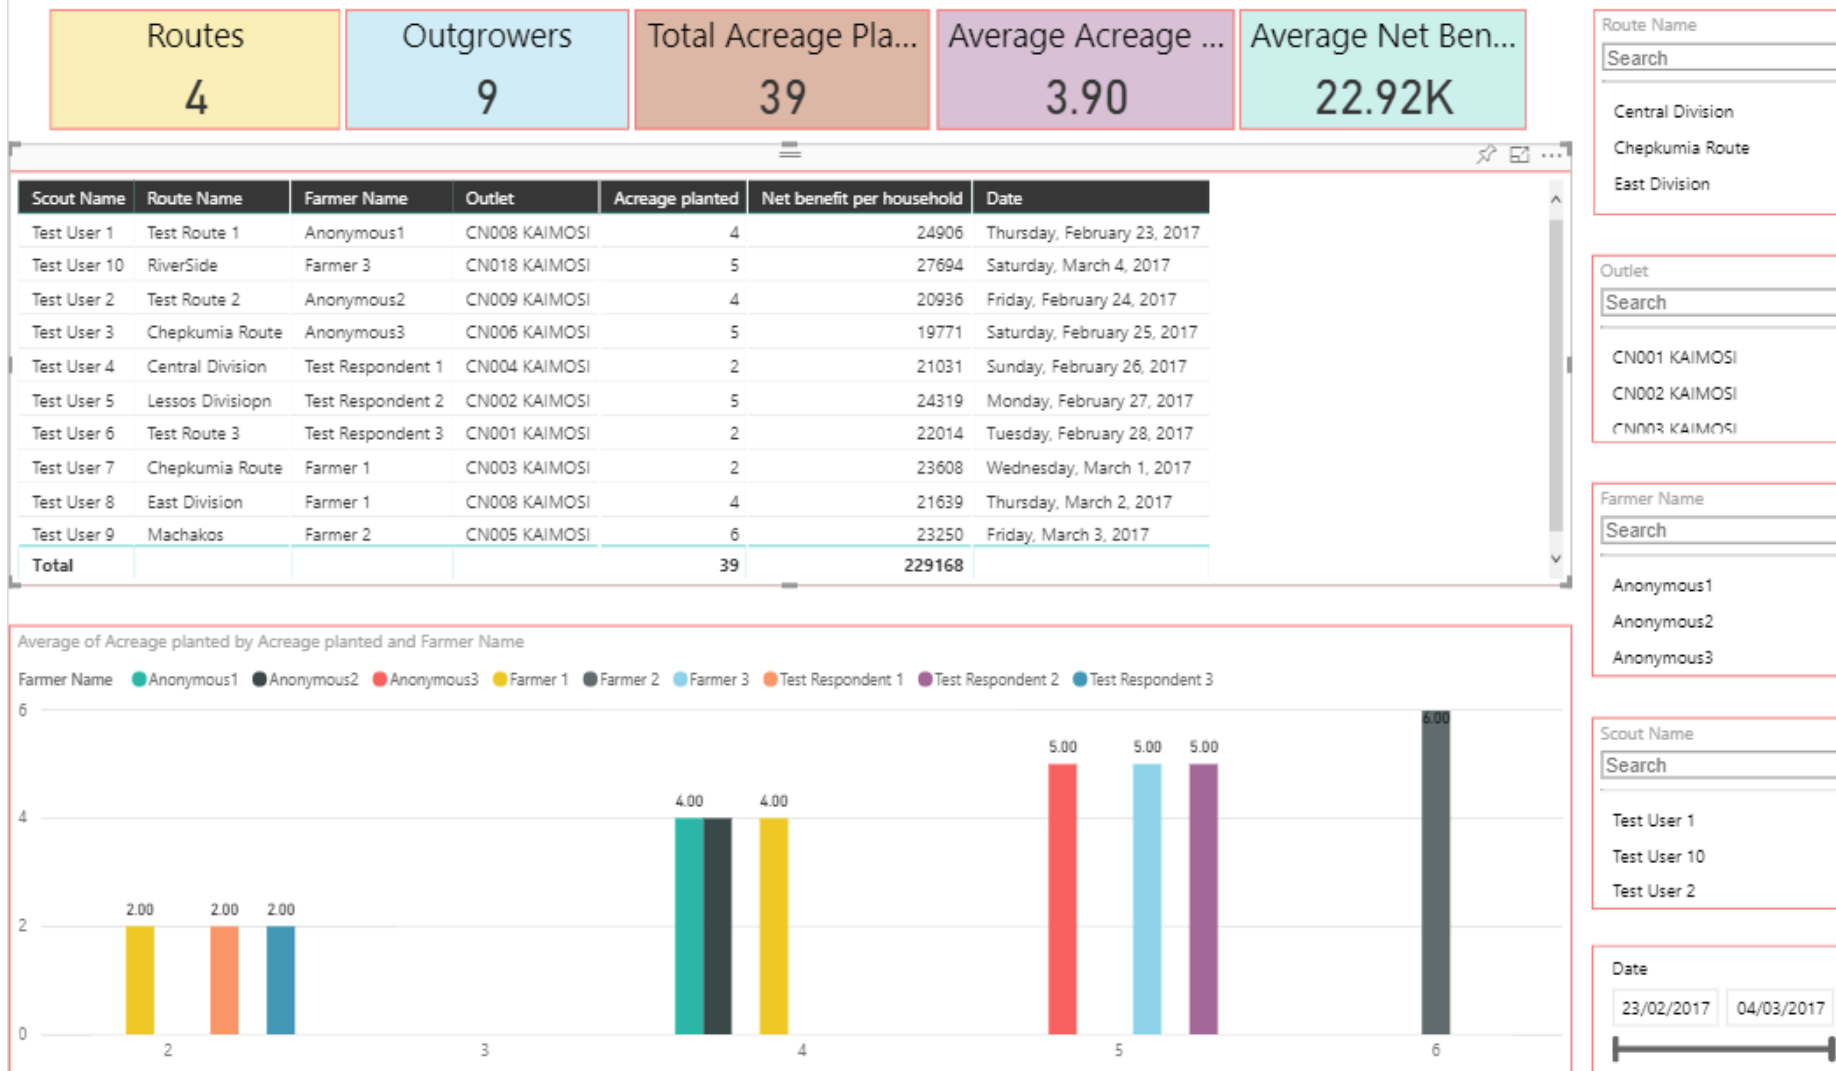 Routes
4
Outgrowers
9
Total Acreage Pla...
39
Average Acreage ...
3.90
Average Net Ben...
22.92K
Scout Name Route Name Farmer Name Outlet Acreage planted Net benefit per household Date
Test User 1 Test Route 1 Anonymous1 CN008 KAIMOSI 4 24906 Thursday, February 23, 2017
Test User 10 RiverSide Farmer 3 CN018 KAIMOSI 5 27694 Saturday, March 4, 2017
Test User 2 Test Route 2 Anonymous2 CN009 KAIMOSI 4 20936 Friday, February 24, 2017
Test User 3 Chepkumia Route Anonymous3 CN006 KAIMOSI 5 19771 Saturday, February 25, 2017
Test User 4 Central Division Test Respondent 1 CN004 KAIMOSI 2 21031 Sunday, February 26, 2017
Test User 5 Lessos Divisiopn Test Respondent 2 CN002 KAIMOSI 5 24319 Monday, February 27, 2017
Test User 6 Test Route 3 Test Respondent 3 CN001 KAIMOSI 2 22014 Tuesday, February 28, 2017
Test User 7 Chepkumia Route Farmer 1 CN003 KAIMOSI 2 23608 Wednesday, March 1, 2017
Test User 8 East Division Farmer 1 CN008 KAIMOSI 4 21639 Thursday, March 2, 2017
Test User 9 Machakos Farmer 2 CN005 KAIMOSI 6 23250 Friday, March 3, 2017
Total 39 229168
Average of Acreage planted by Acreage planted and Farmer Name
Farmer Name Anonymous1 Anonymous2 Anonymous3 Farmer 1 Farmer 2 Farmer 3 Test Respondent 1 Test Respondent 2 Test Respondent 3
6
6.00
5.00 5.00 5.00
4.00 4.00
4
2.00 2.00 2.00
2
0
2 3 4 5 6
Route Name
Search
Central Division
Chepkumia Route
East Division
Outlet
Search
CN001 KAIMOSI
CN002 KAIMOSI
CN003 KAIMOSI
Farmer Name
Search
Anonymous1
Anonymous2
Anonymous3
Scout Name
Search
Test User 1
Test User 10
Test User 2
Date
23/02/2017 04/03/2017